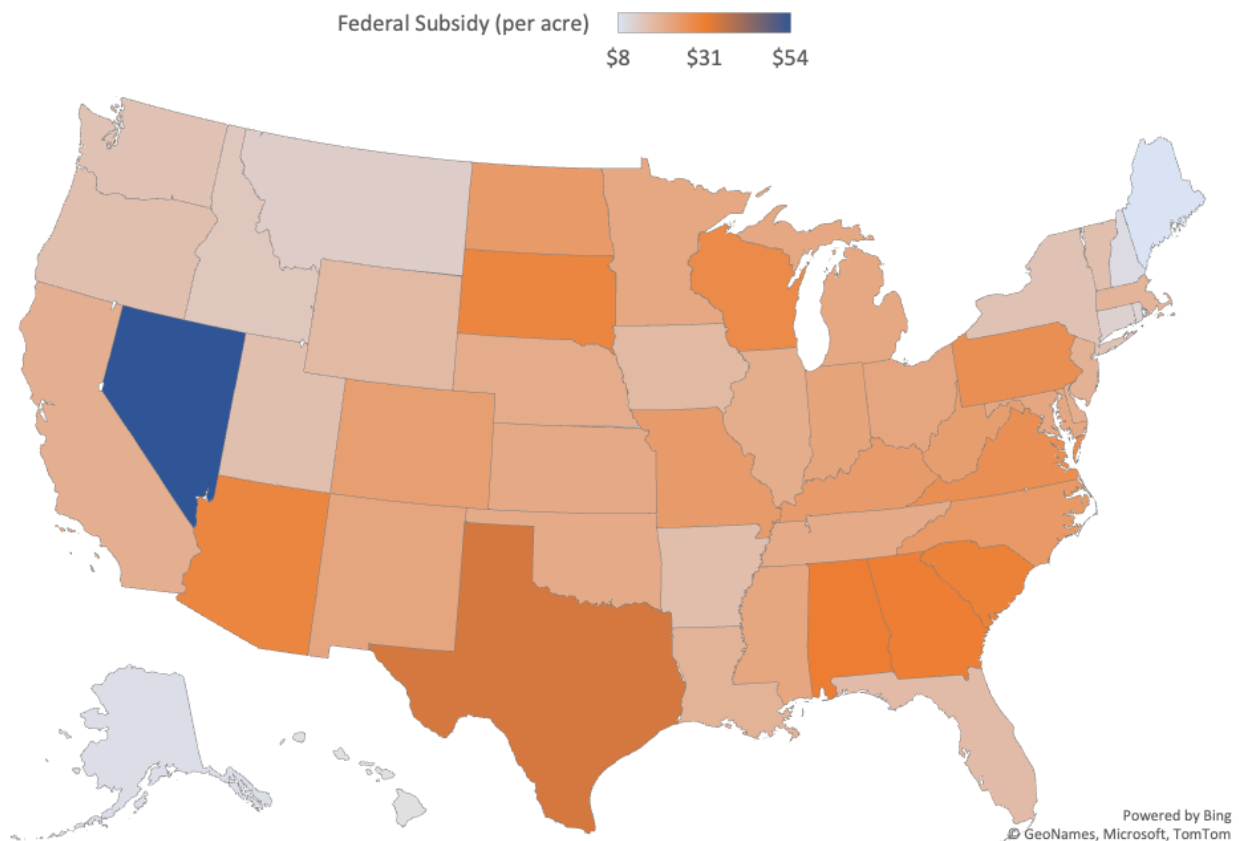 Federal Subsidy (per acre)
$8 $31 $54
Powered by Bing
© GeoNames, Microsoft, TomTom